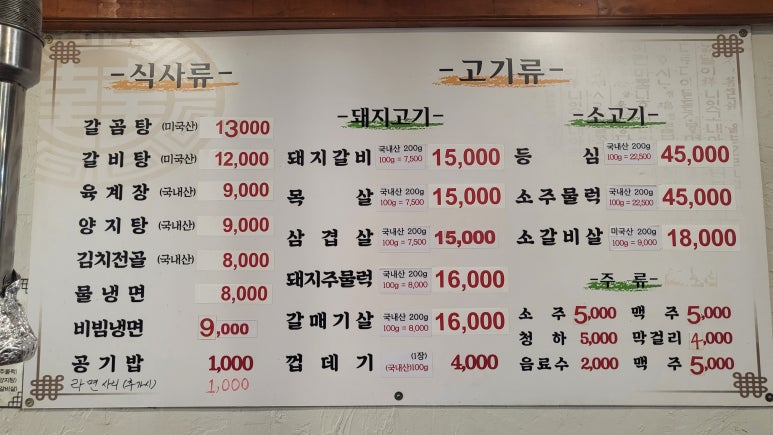 -식사류-
갈곰탕 (미국산) 13000
갈비탕 (미국산) 12,000
육계장 (국내산) 9,000
양지탕 (국내산) 9,000
김치전골 (국내산) 8,000
물냉면 8,000
비빔냉면 9,000
공기밥 1,000
라면사리(추가시) 1,000
-고기류-
-돼지고기-
돼지갈비 국내산 200g 100g = 7,500 15,000
목살 국내산 200g 100g = 7,500 15,000
삼겹살 국내산 200g 100g = 7,500 15,000
돼지주물럭 국내산 200g 100g = 8,000 16,000
갈매기살 국내산 200g 100g = 8,000 16,000
껍데기 (1장) (국내산)100g 4,000
-소고기-
등심 국내산 200g 100g = 22,500 45,000
소주물럭 국내산 200g 100g = 22,500 45,000
소갈비살 미국산 200g 100g = 9,000 18,000
-주류-
소주 5,000 맥주 5,000
청하 5,000 막걸리 4,000
음료수 2,000 맥주 5,000
주물럭)
양지탕)
갈비살)